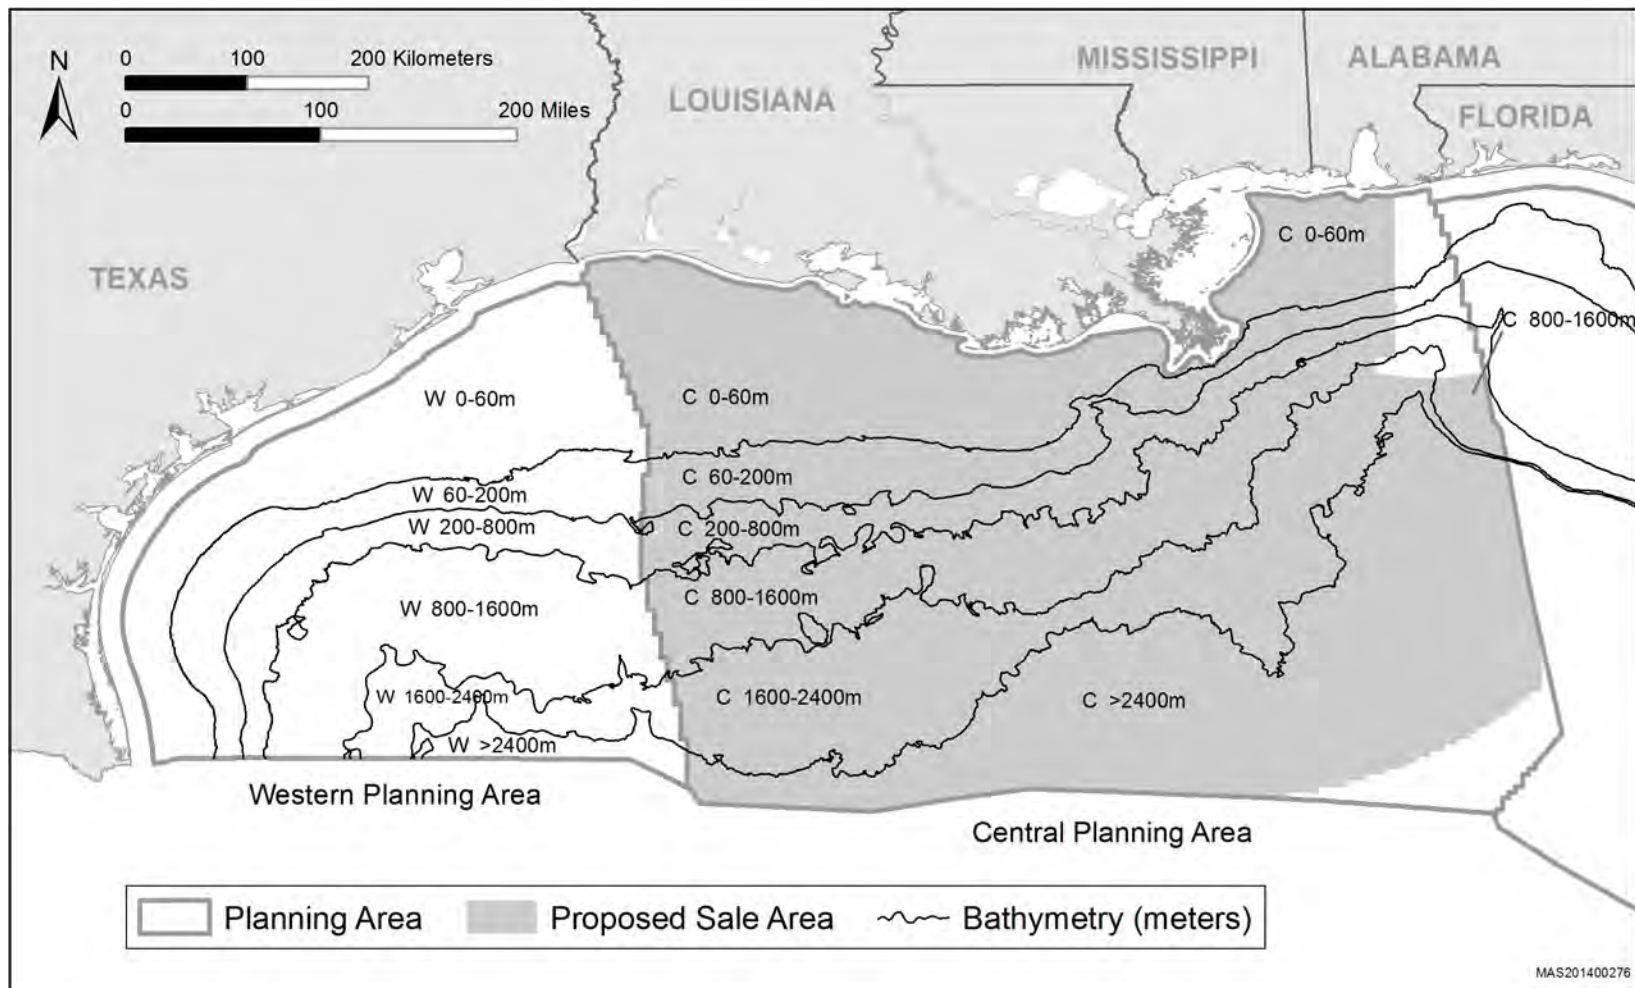 N
0 100 200 Kilometers
0 100 200 Miles
MISSISSIPPI
ALABAMA
LOUISIANA
FLORIDA
TEXAS
C 0-60m
C 800-1600m
W 0-60m
C 0-60m
W 60-200m
C 60-200m
W 200-800m
C 200-800m
W 800-1600m
C 800-1600m
W 1600-2400m
C 1600-2400m
C >2400m
W >2400m
Western Planning Area
Central Planning Area
Planning Area
Proposed Sale Area
Bathymetry (meters)
MAS201400276